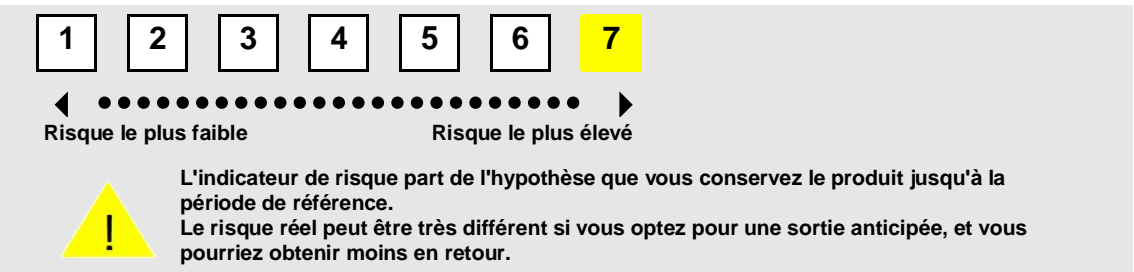 1 2 3 4 5 6 7
Risque le plus faible Risque le plus élevé
L'indicateur de risque part de l'hypothèse que vous conservez le produit jusqu'à la
période de référence.
!
Le risque réel peut être très différent si vous optez pour une sortie anticipée, et vous
pourriez obtenir moins en retour.